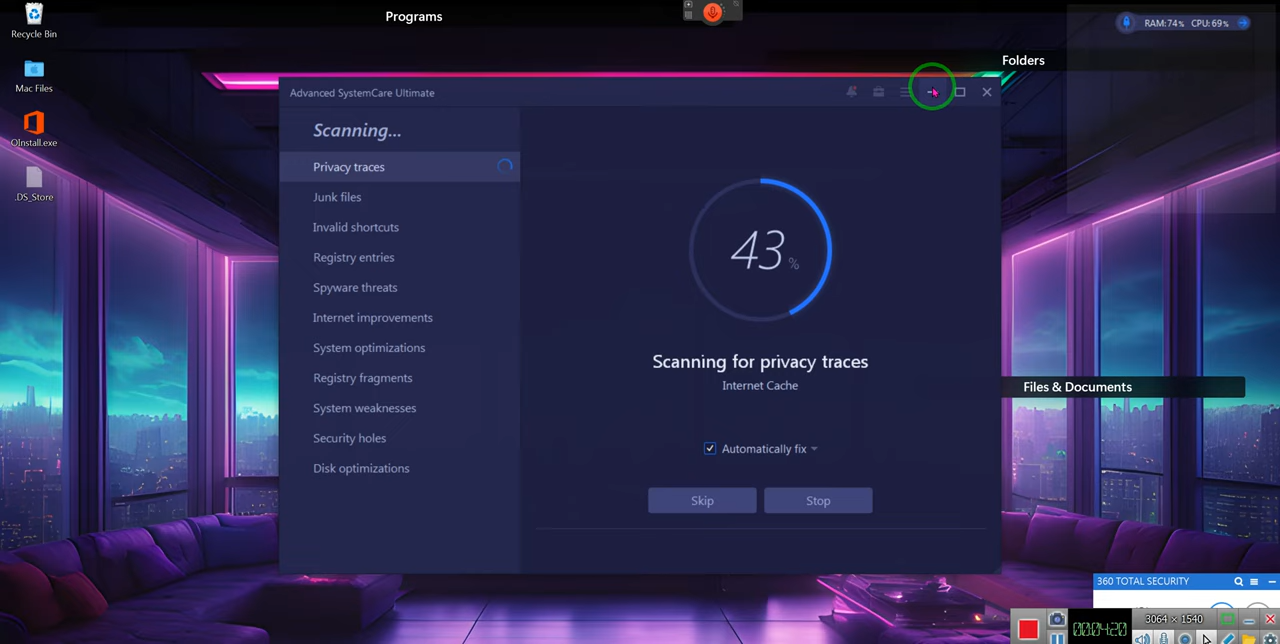 Programs
Recycle Bin
Mac Files
OInstall.exe
.DS_Store
RAM:74% CPU:69%
Folders
Files & Documents
Advanced SystemCare Ultimate
Scanning...
Privacy traces
Junk files
Invalid shortcuts
Registry entries
Spyware threats
Internet improvements
System optimizations
Registry fragments
System weaknesses
Security holes
Disk optimizations
43%
Scanning for privacy traces
Internet Cache
Automatically fix
Skip
Stop
360 TOTAL SECURITY
3064 × 1540
00:04:20